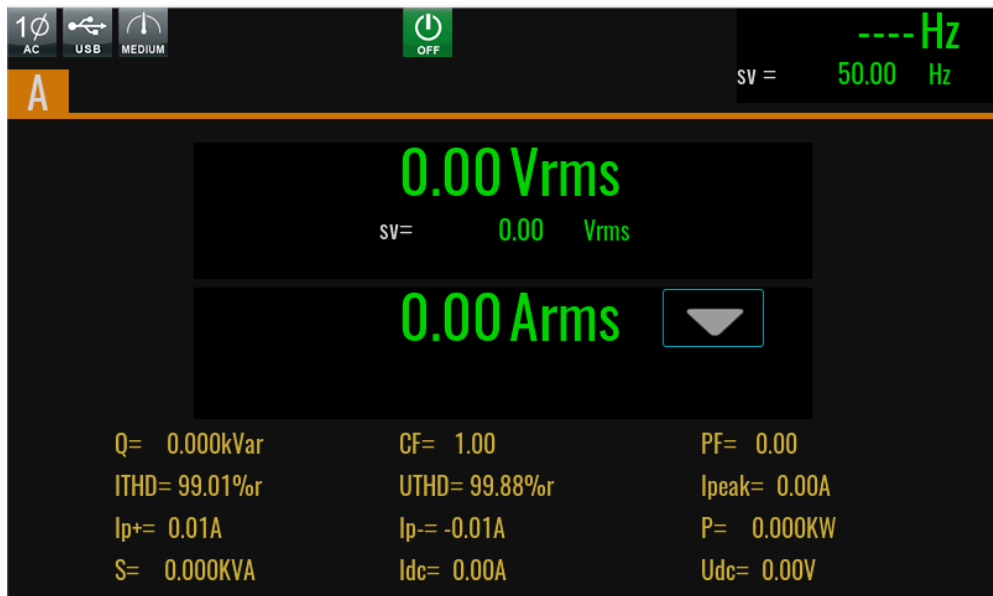 1Ø AC USB MEDIUM OFF ---- Hz
sv = 50.00 Hz
A
0.00 Vrms
sv= 0.00 Vrms
0.00 Arms
Q= 0.000kVar CF= 1.00 PF= 0.00
ITHD= 99.01%r UTHD= 99.88%r Ipeak= 0.00A
Ip+= 0.01A Ip-= -0.01A P= 0.000KW
S= 0.000KVA Idc= 0.00A Udc= 0.00V